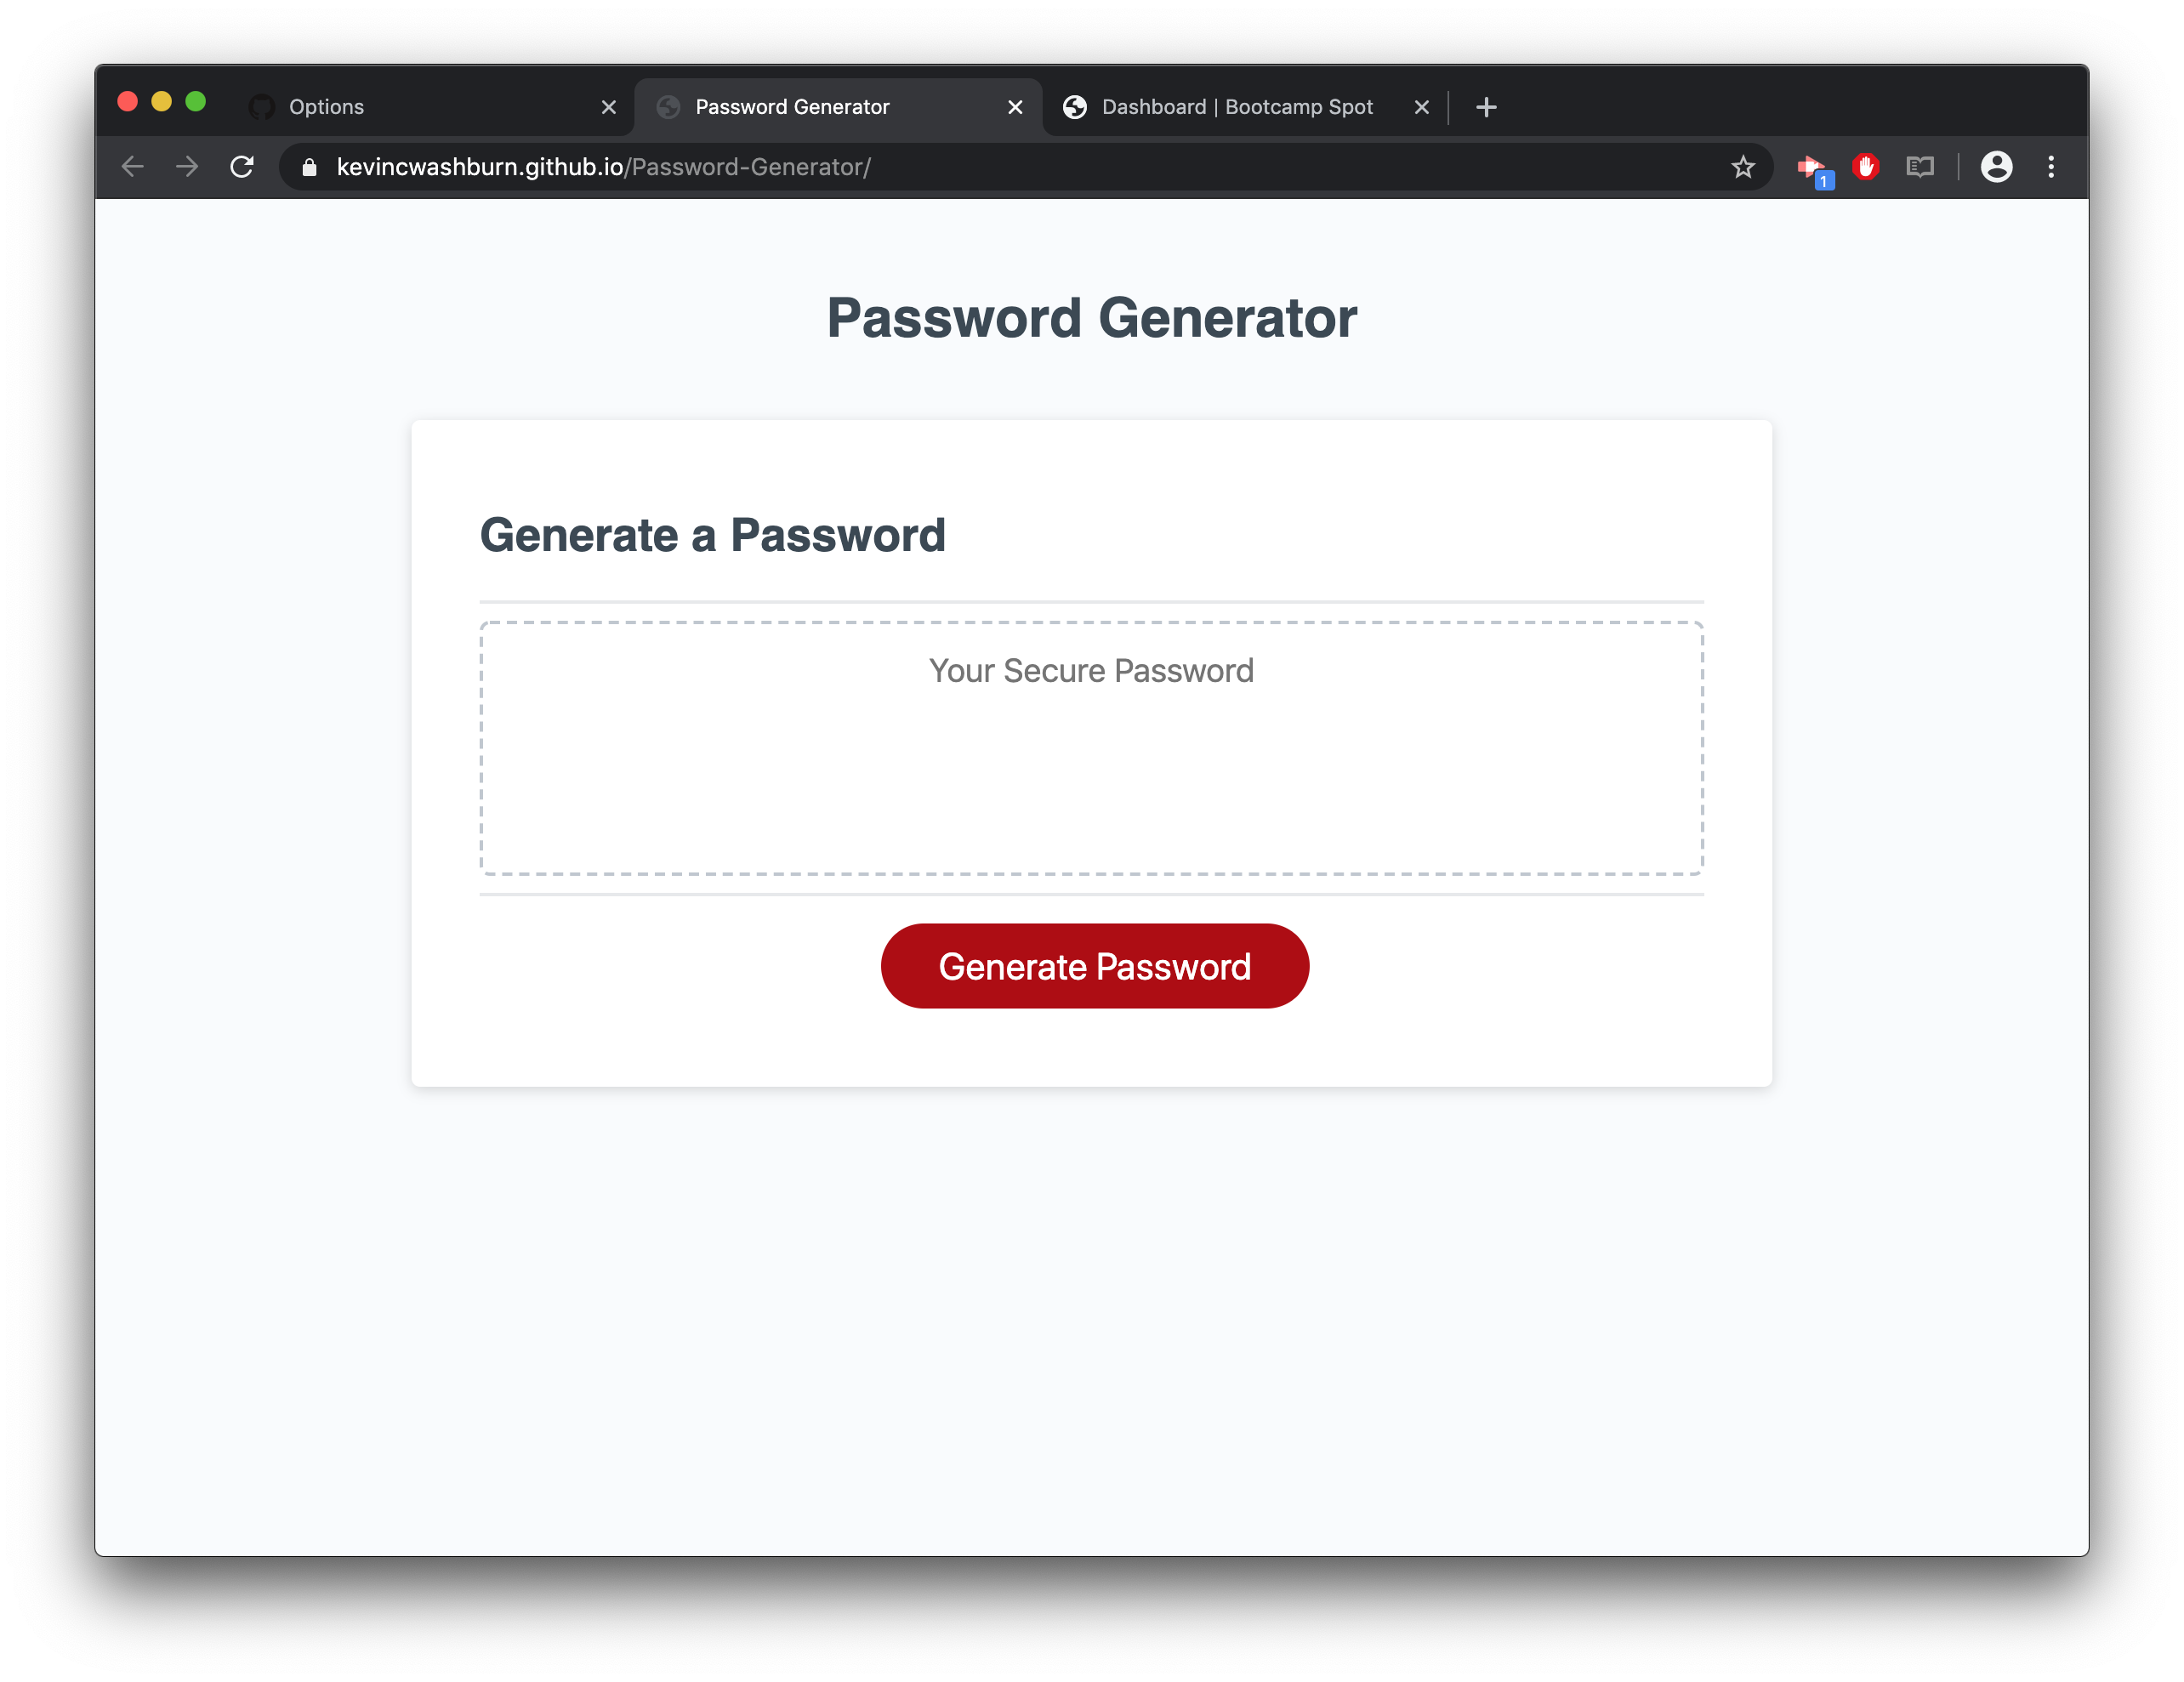 Options
Password Generator
Dashboard | Bootcamp Spot
kevincwashburn.github.io/Password-Generator/
1
Password Generator
Generate a Password
Your Secure Password
Generate Password